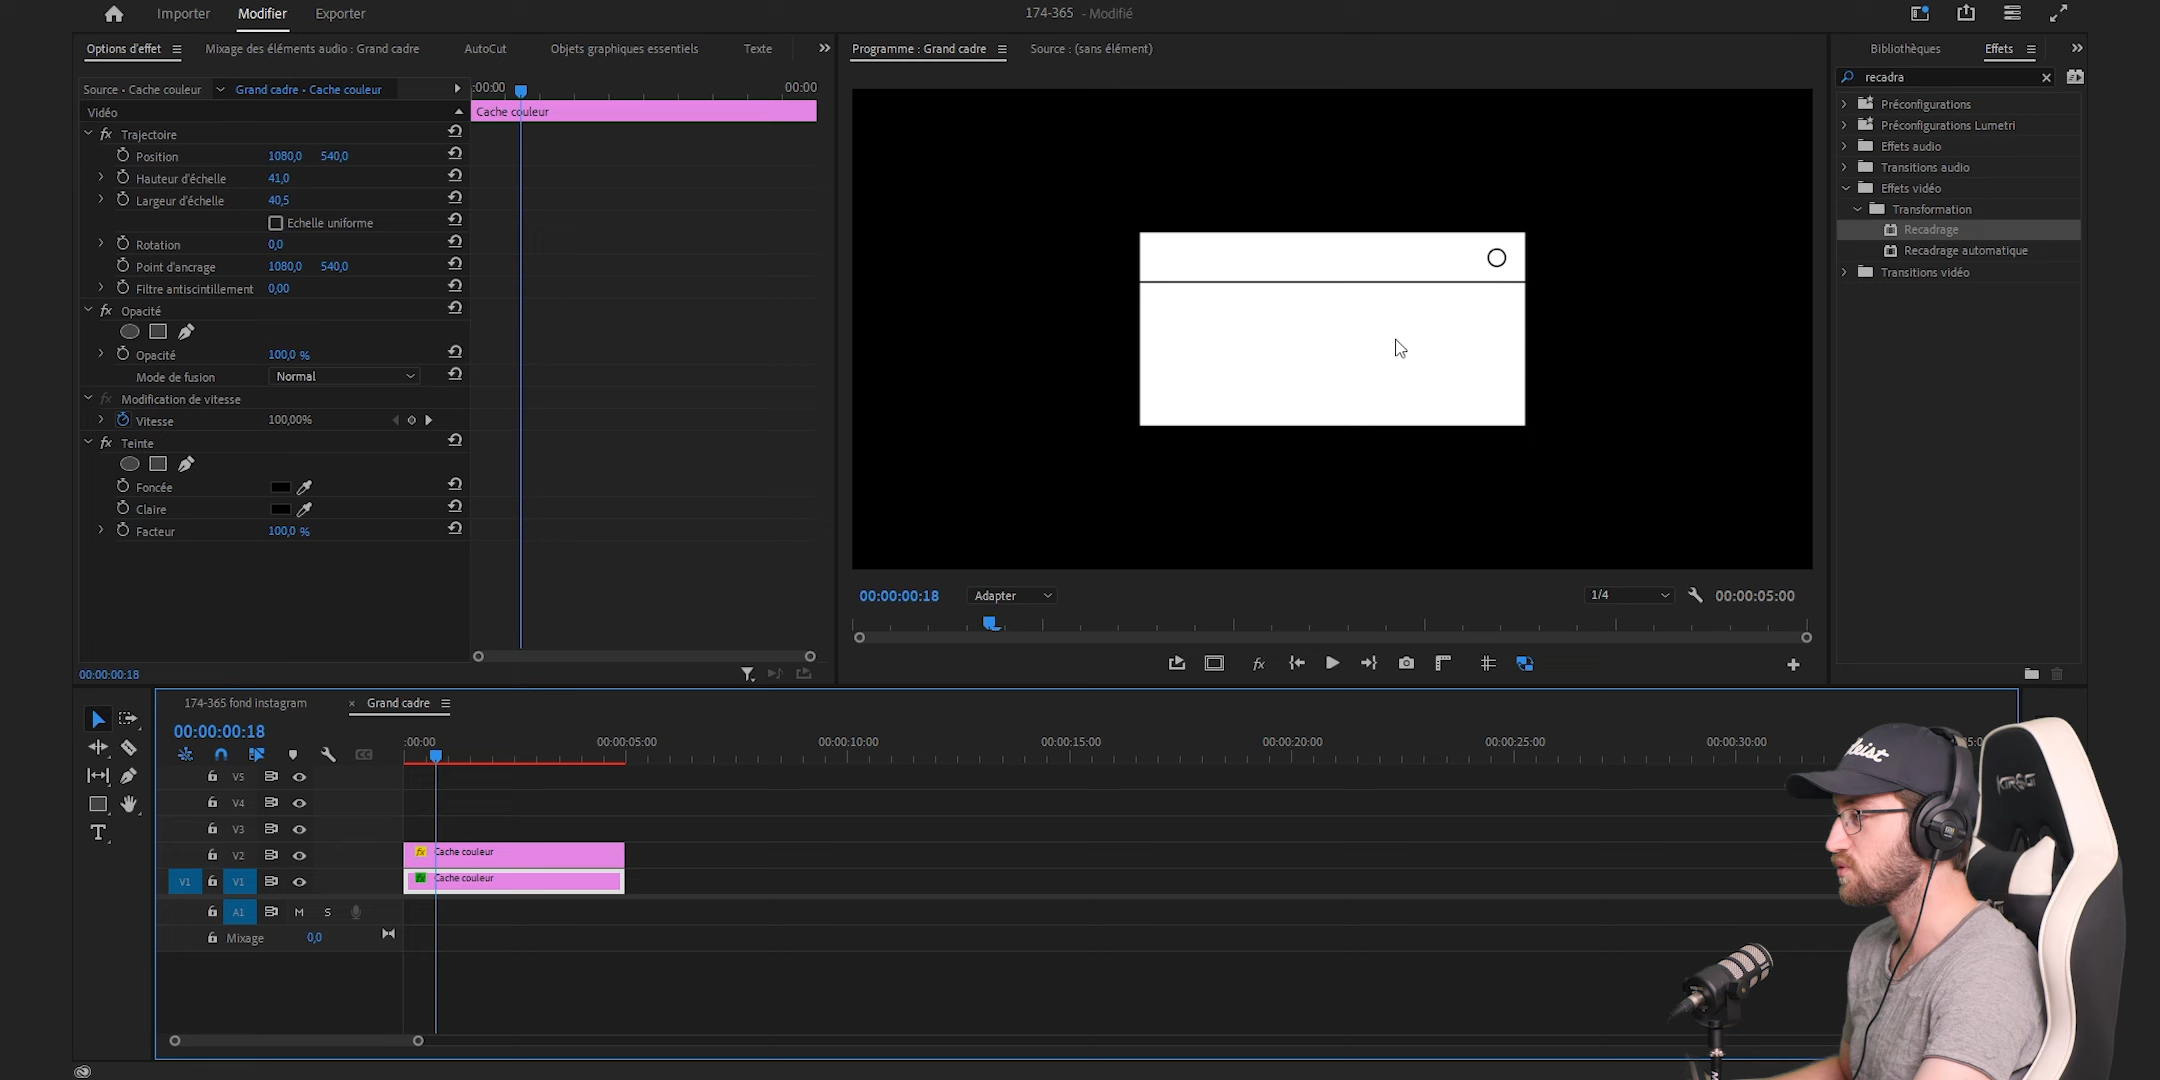 Importer
Modifier
Exporter
174-365 - Modifié
Options d'effet
Mixage des éléments audio : Grand cadre
AutoCut
Objets graphiques essentiels
Texte
Programme : Grand cadre
Source : (sans élément)
Bibliothèques
Effets
Source • Cache couleur
Grand cadre • Cache couleur
:00:00
00:00
Vidéo
Cache couleur
Trajectoire
Position 1080,0 540,0
Hauteur d'échelle 41,0
Largeur d'échelle 40,5
Echelle uniforme
Rotation 0,0
Point d'ancrage 1080,0 540,0
Filtre antiscintillement 0,00
Opacité
Opacité 100,0 %
Mode de fusion Normal
Modification de vitesse
Vitesse 100,00%
Teinte
Foncée
Claire
Facteur 100,0 %
00:00:00:18
recadra
Préconfigurations
Préconfigurations Lumetri
Effets audio
Transitions audio
Effets vidéo
Transformation
Recadrage
Recadrage automatique
Transitions vidéo
00:00:00:18
Adapter
1/4
00:00:05:00
174-365 fond instagram
× Grand cadre
00:00:00:18
:00:00
00:00:05:00
00:00:10:00
00:00:15:00
00:00:20:00
00:00:25:00
00:00:30:00
V5
V4
V3
V2
Cache couleur
V1 V1
Cache couleur
A1 M S
Mixage 0,0
T